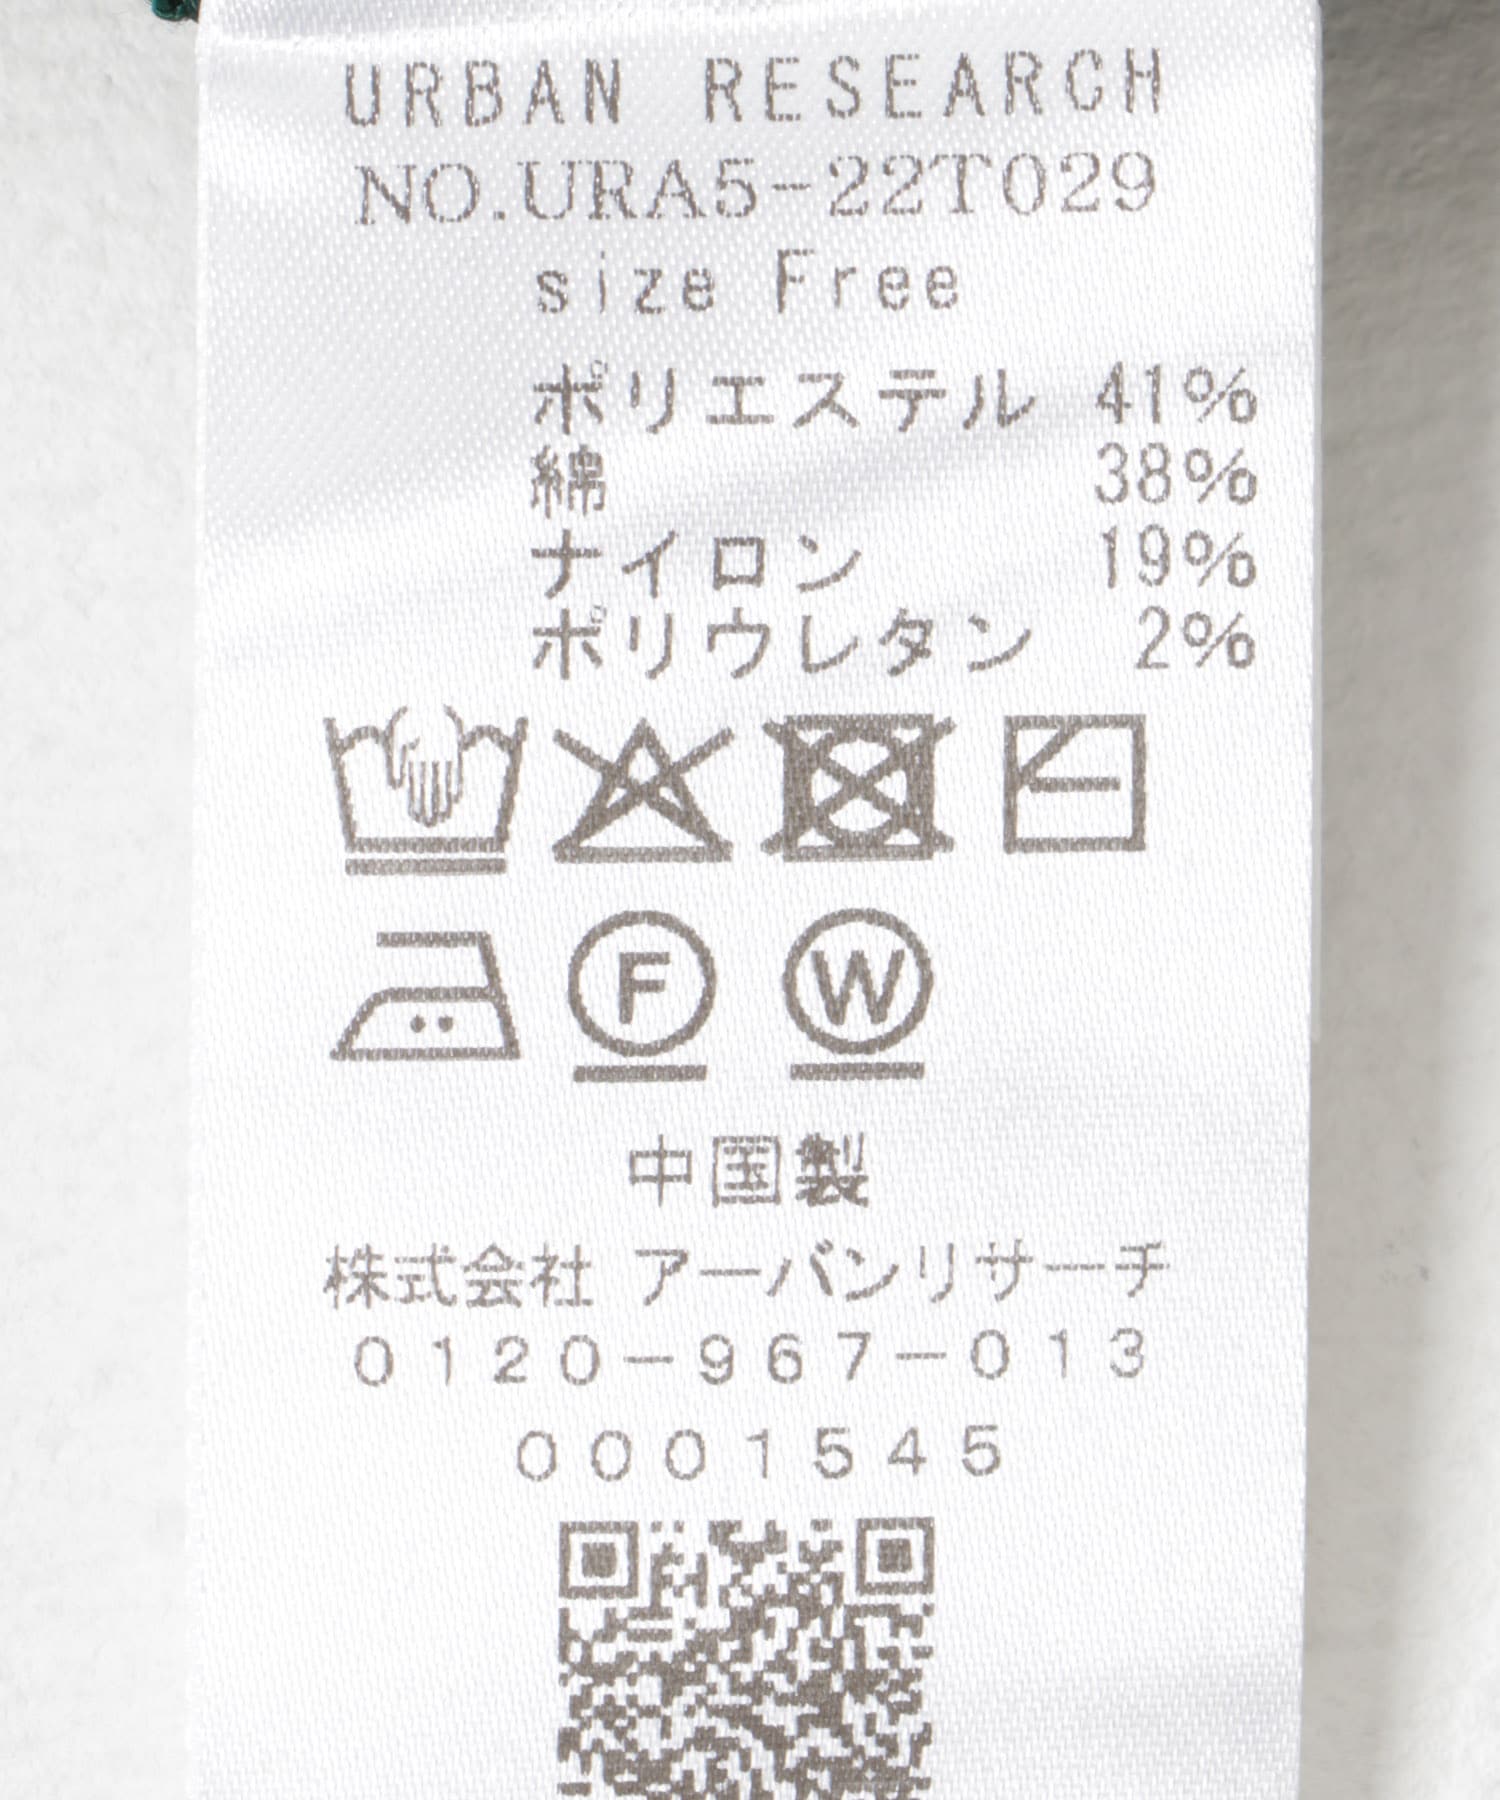 URBAN RESEARCH
NO.URA5-22T029
size Free
ポリエステル 41%
綿 38%
ナイロン 19%
ポリウレタン 2%
F W
中国製
株式会社 アーバンリサーチ
0120-967-013
0001545